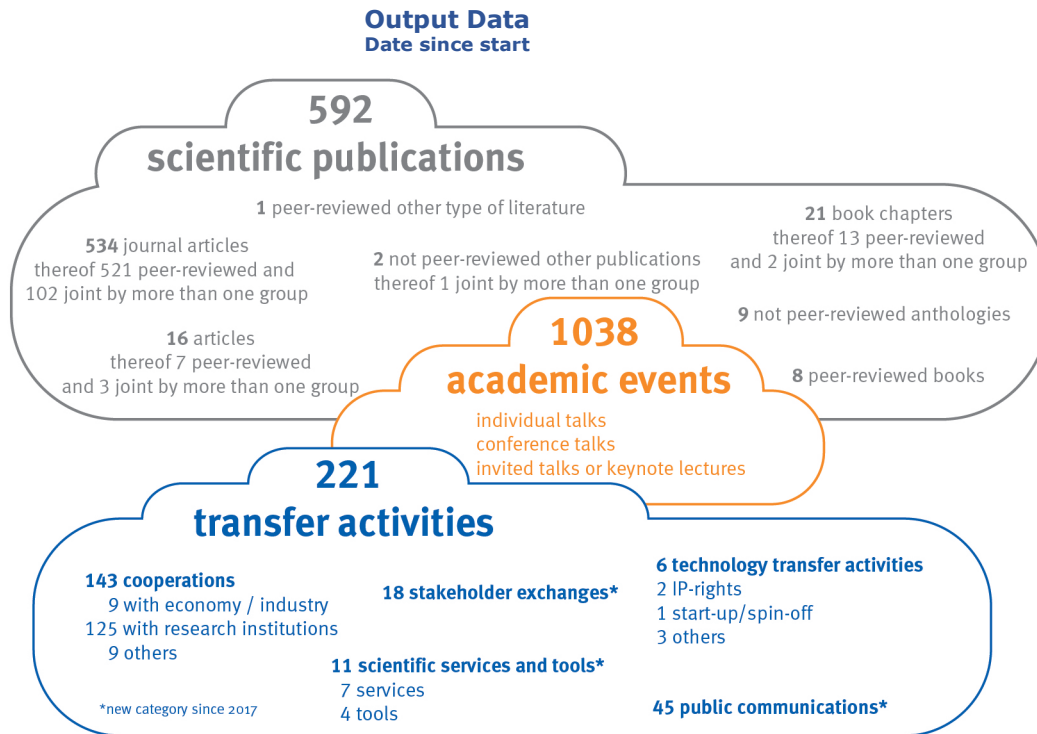 Output Data
Date since start
592
scientific publications
1 peer-reviewed other type of literature
534 journal articles
thereof 521 peer-reviewed and
102 joint by more than one group
2 not peer-reviewed other publications
thereof 1 joint by more than one group
21 book chapters
thereof 13 peer-reviewed
and 2 joint by more than one group
16 articles
thereof 7 peer-reviewed
and 3 joint by more than one group
9 not peer-reviewed anthologies
8 peer-reviewed books
1038
academic events
individual talks
conference talks
invited talks or keynote lectures
221
transfer activities
143 cooperations
9 with economy / industry
125 with research institutions
9 others
18 stakeholder exchanges*
6 technology transfer activities
2 IP-rights
1 start-up/spin-off
3 others
11 scientific services and tools*
7 services
4 tools
45 public communications*
*new category since 2017